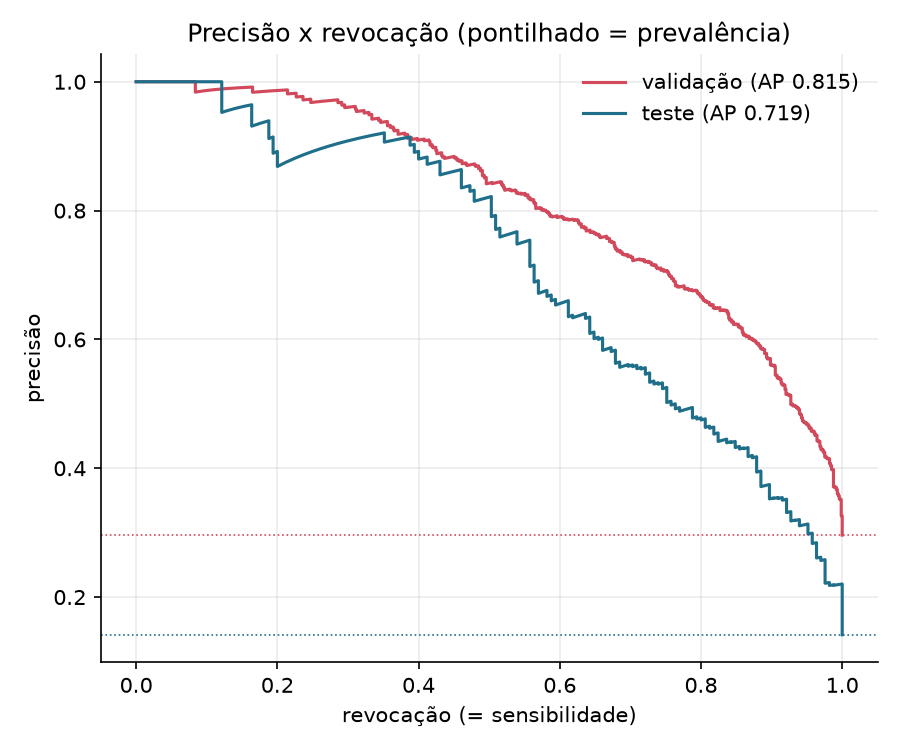 Precisão x revocação (pontilhado = prevalência)
validação (AP 0.815)
teste (AP 0.719)
precisão
1.0
0.8
0.6
0.4
0.2
0.0
0.2
0.4
0.6
0.8
1.0
revocação (= sensibilidade)